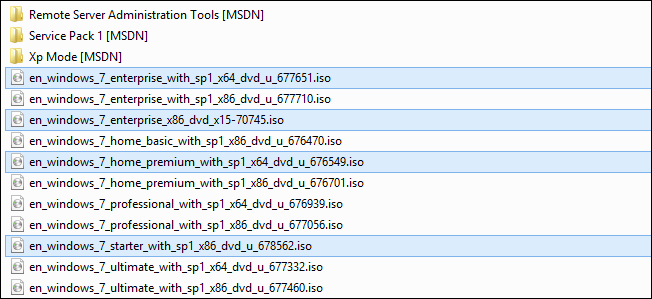 Remote Server Administration Tools [MSDN]
Service Pack 1 [MSDN]
Xp Mode [MSDN]
en_windows_7_enterprise_with_sp1_x64_dvd_u_677651.iso
en_windows_7_enterprise_with_sp1_x86_dvd_u_677710.iso
en_windows_7_enterprise_x86_dvd_x15-70745.iso
en_windows_7_home_basic_with_sp1_x86_dvd_u_676470.iso
en_windows_7_home_premium_with_sp1_x64_dvd_u_676549.iso
en_windows_7_home_premium_with_sp1_x86_dvd_u_676701.iso
en_windows_7_professional_with_sp1_x64_dvd_u_676939.iso
en_windows_7_professional_with_sp1_x86_dvd_u_677056.iso
en_windows_7_starter_with_sp1_x86_dvd_u_678562.iso
en_windows_7_ultimate_with_sp1_x64_dvd_u_677332.iso
en_windows_7_ultimate_with_sp1_x86_dvd_u_677460.iso